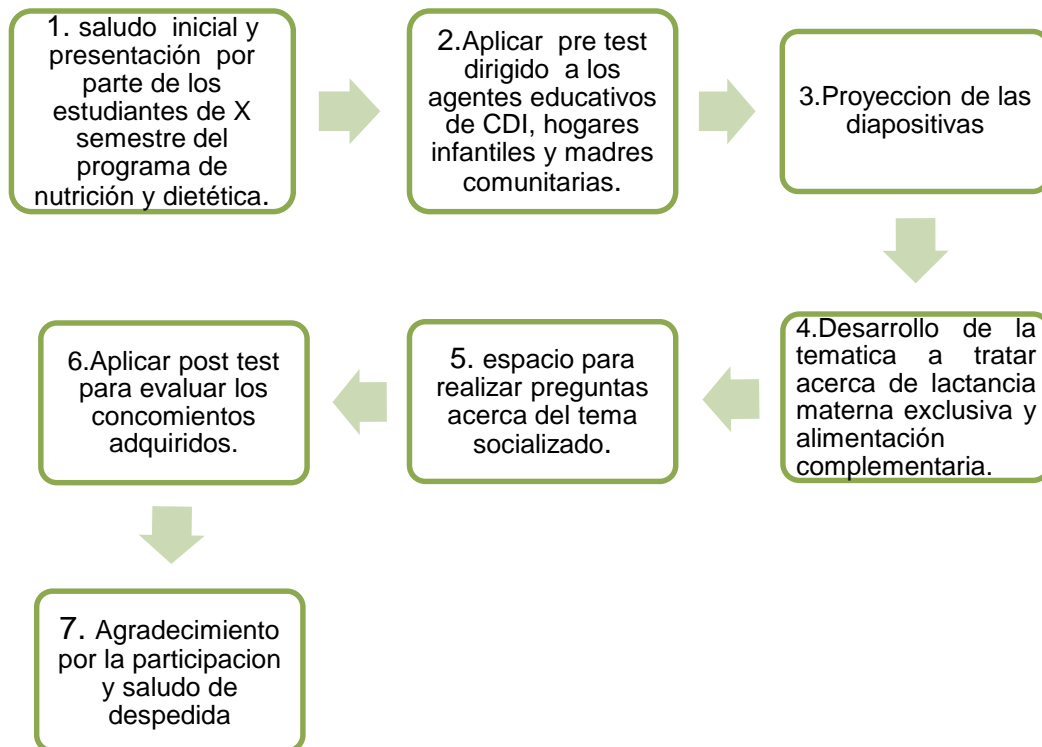 1. saludo inicial y
presentación por
parte de los
estudiantes de X
semestre del
programa de
nutrición y dietética.
2.Aplicar pre test
dirigido a los
agentes educativos
de CDI, hogares
infantiles y madres
comunitarias.
3.Proyeccion de las
diapositivas
4.Desarrollo de la
tematica a tratar
acerca de lactancia
materna exclusiva y
alimentación
complementaria.
5. espacio para
realizar preguntas
acerca del tema
socializado.
6.Aplicar post test
para evaluar los
concomientos
adquiridos.
7. Agradecimiento
por la participacion
y saludo de
despedida